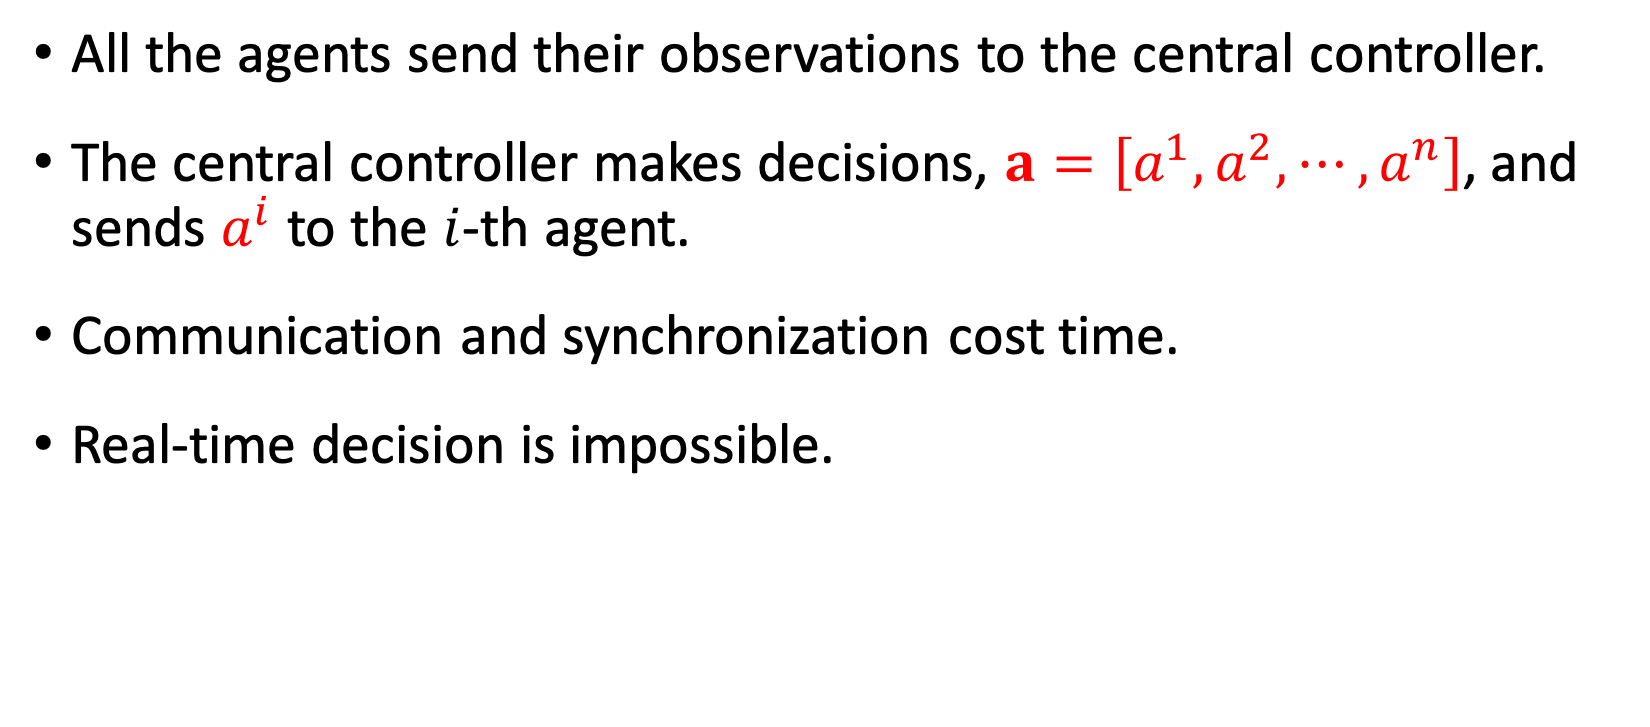 • All the agents send their observations to the central controller.
• The central controller makes decisions, 𝐚 = [𝑎¹, 𝑎², ⋯, 𝑎ⁿ], and
sends 𝑎ⁱ to the 𝑖-th agent.
• Communication and synchronization cost time.
• Real-time decision is impossible.